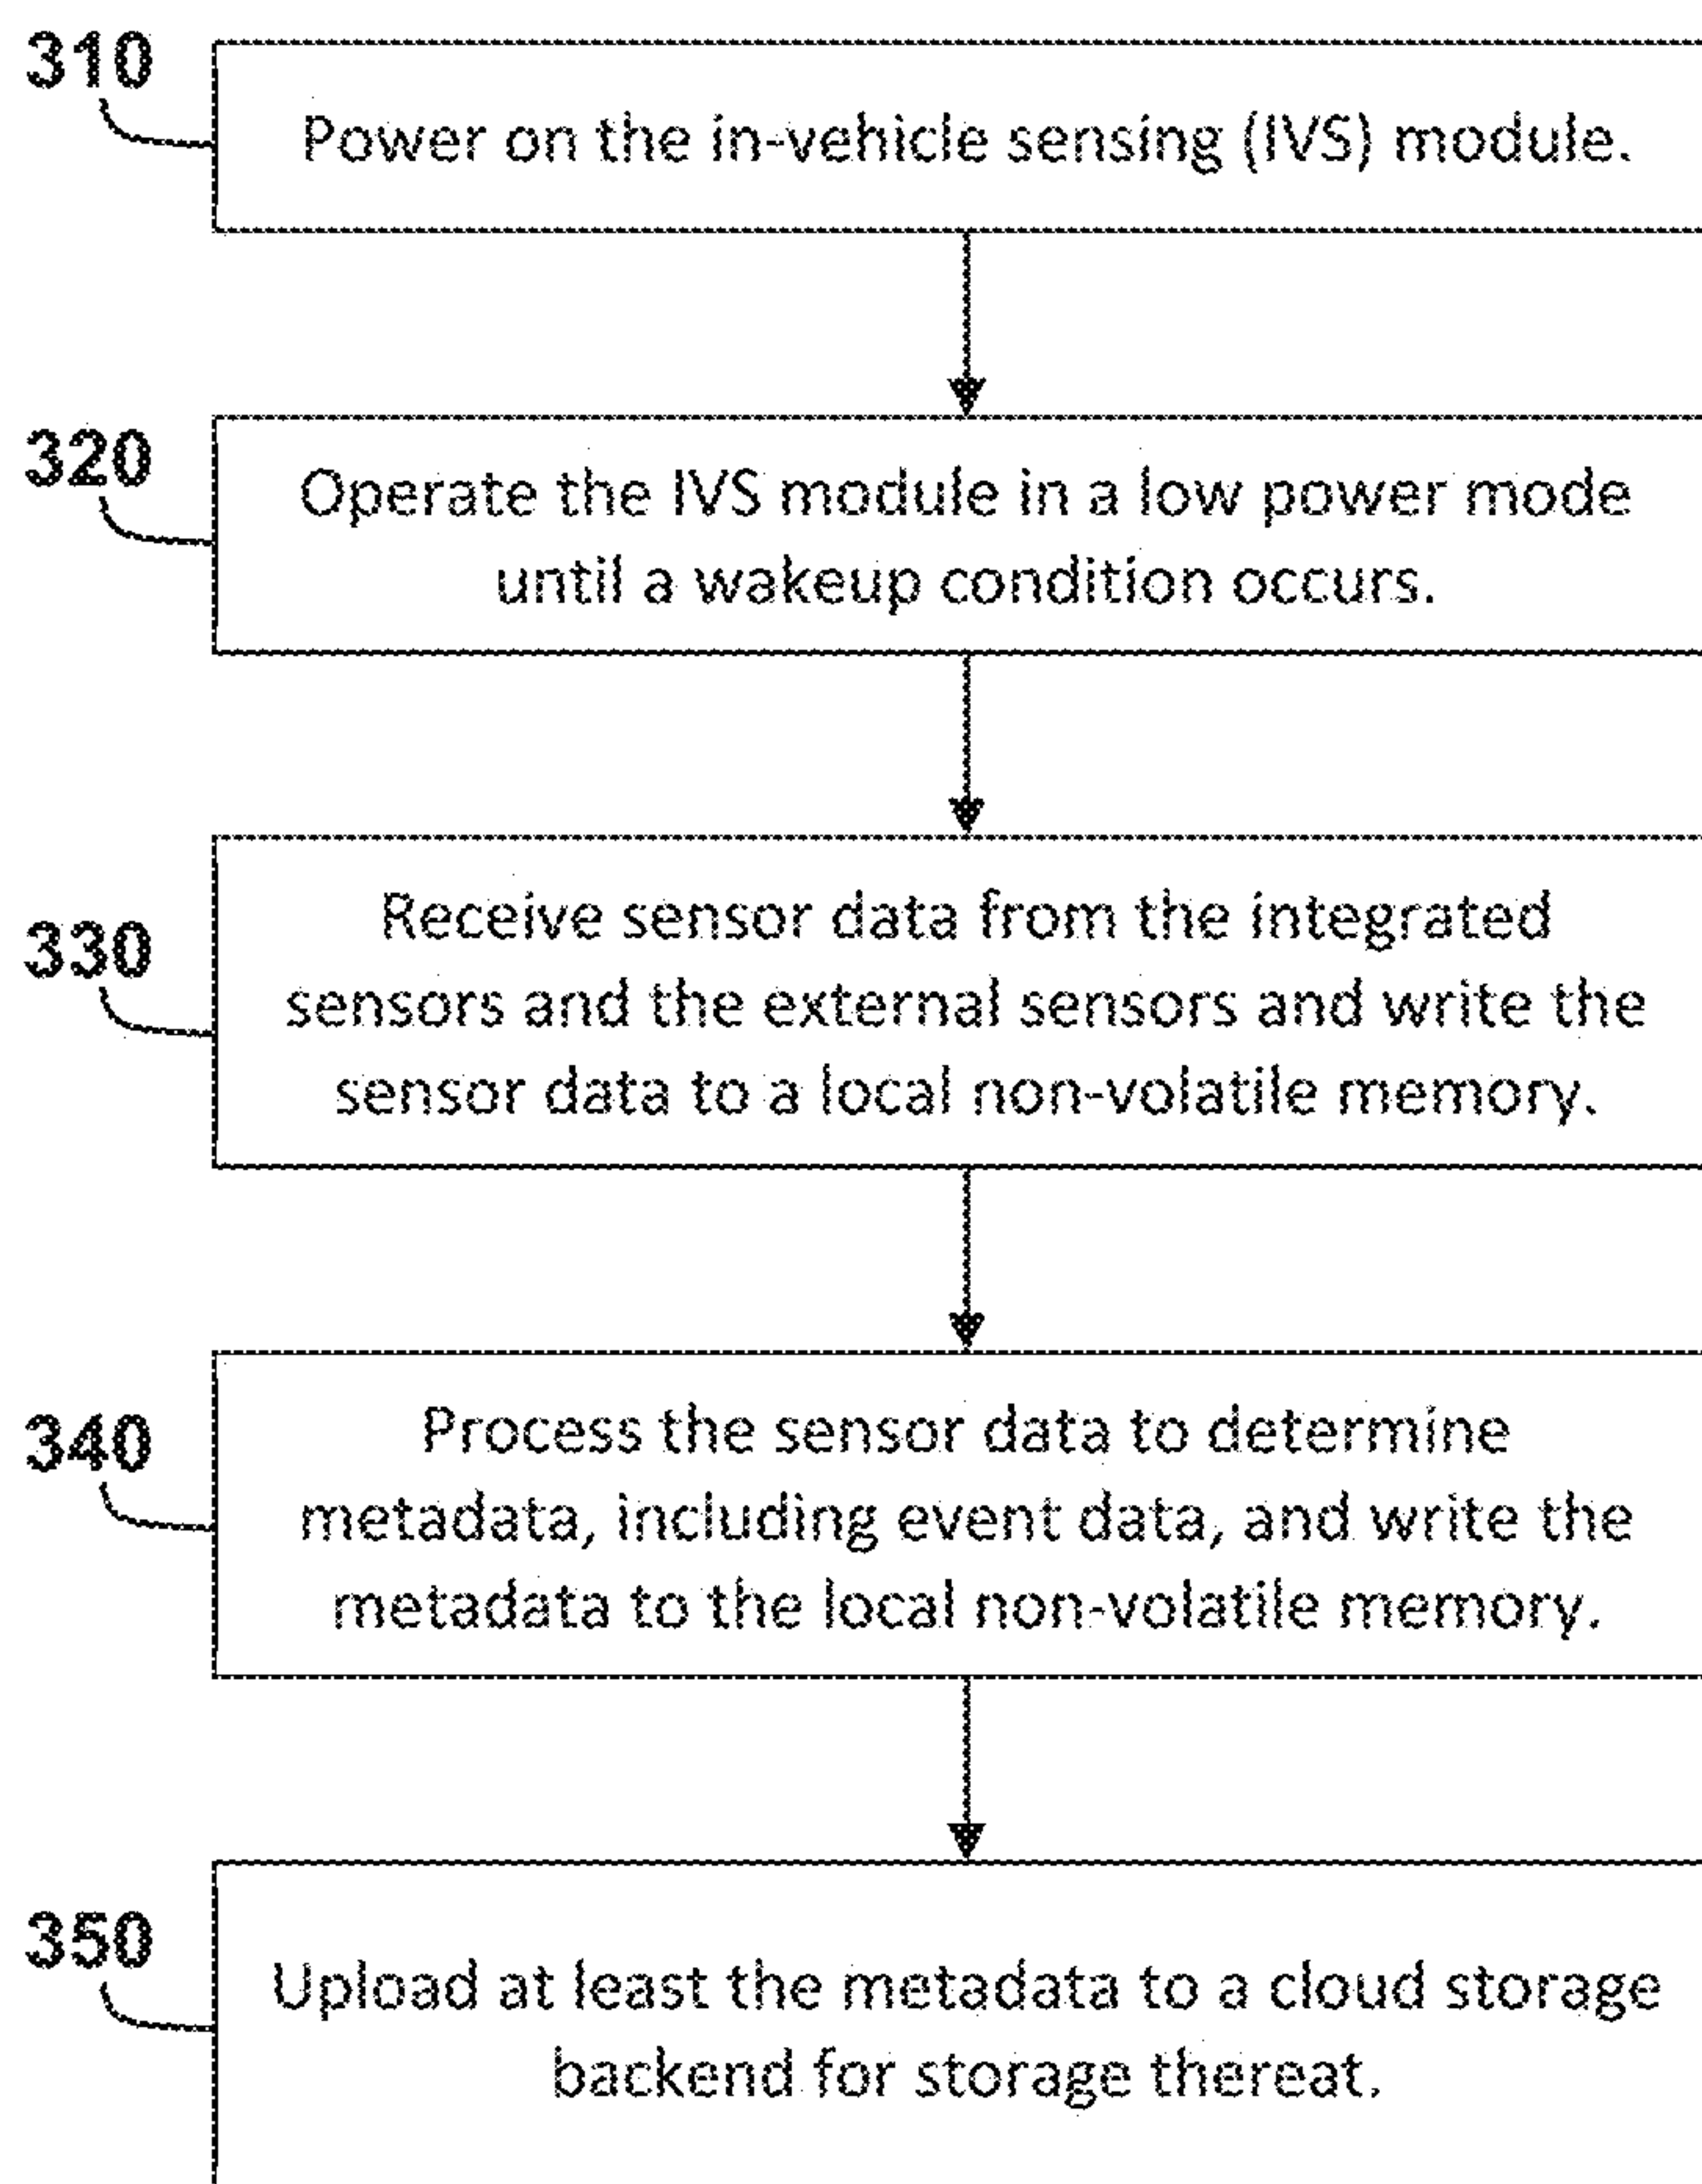 310
Power on the in-vehicle sensing (IVS) module.
320
Operate the IVS module in a low power mode
until a wakeup condition occurs.
330
Receive sensor data from the integrated
sensors and the external sensors and write the
sensor data to a local non-volatile memory.
340
Process the sensor data to determine
metadata, including event data, and write the
metadata to the local non-volatile memory.
350
Upload at least the metadata to a cloud storage
backend for storage thereat.